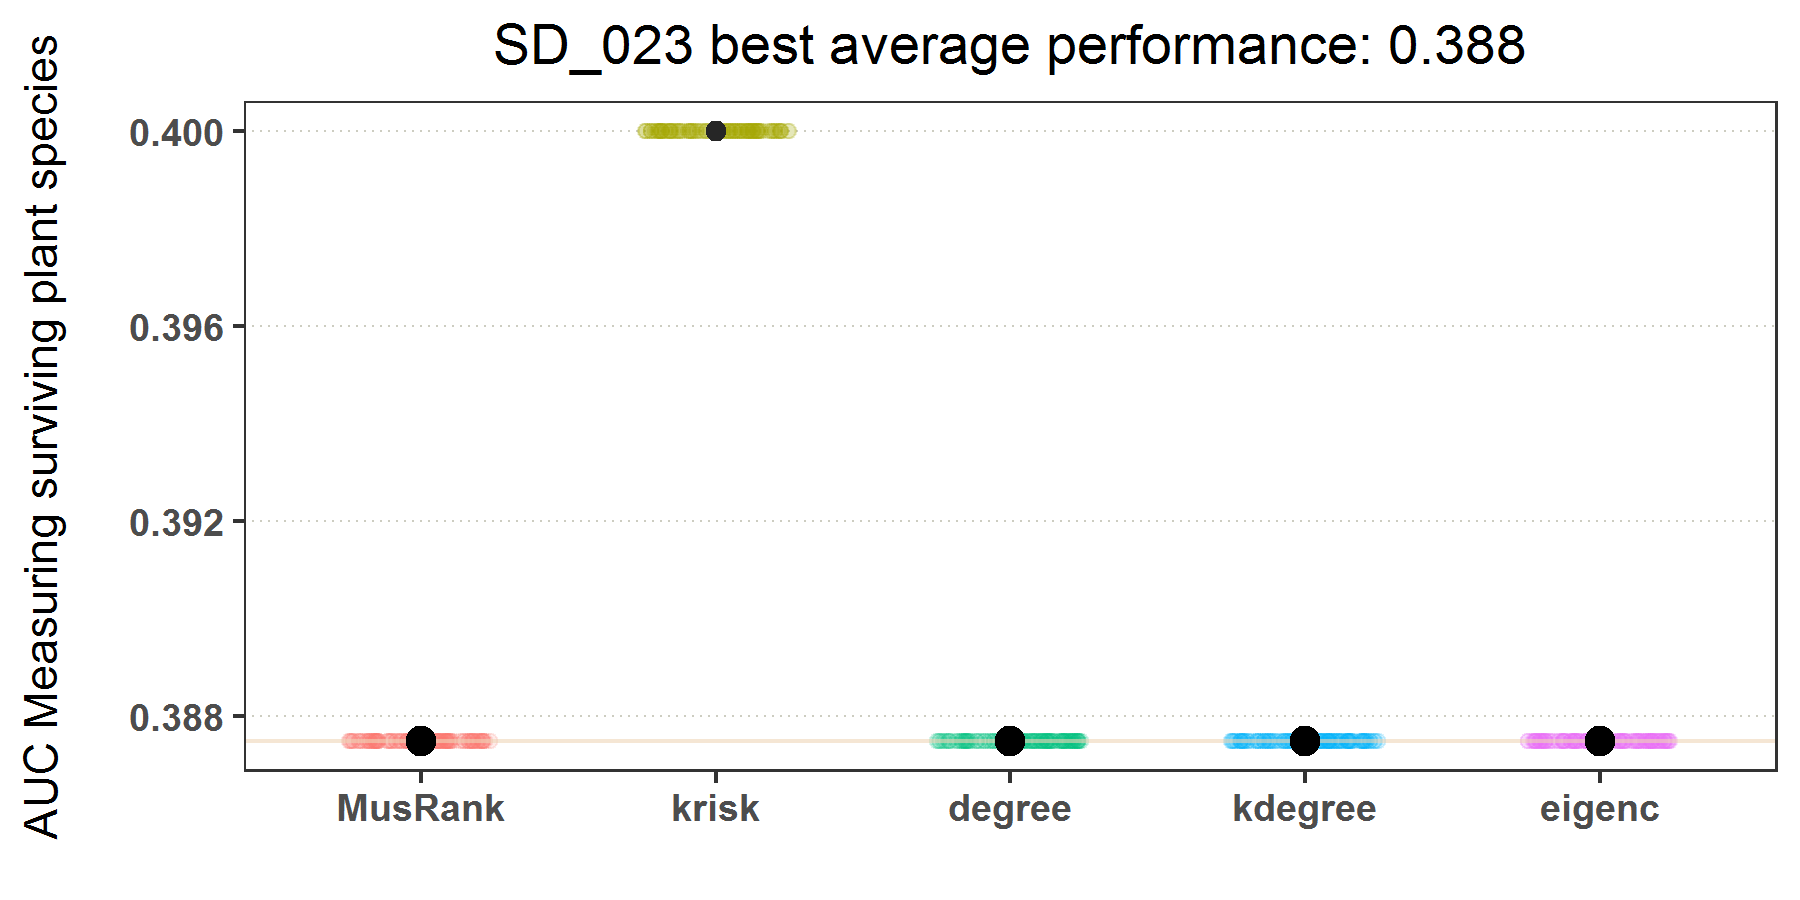 SD_023 best average performance: 0.388
AUC Measuring surviving plant species
0.400
0.396
0.392
0.388
MusRank krisk degree kdegree eigenc